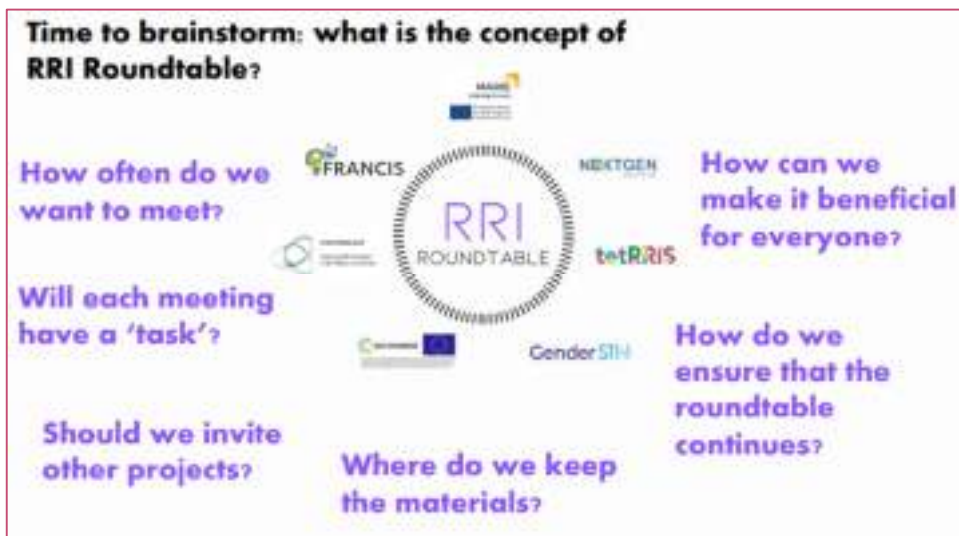 Time to brainstorm: what is the concept of
RRI Roundtable?
How often do we
want to meet?
Will each meeting
have a 'task'?
Should we invite
other projects?
Where do we keep
the materials?
How can we
make it beneficial
for everyone?
How do we
ensure that the
roundtable
continues?
FRANCIS
tetRRIS
GenderSTI
RRI
ROUNDTABLE